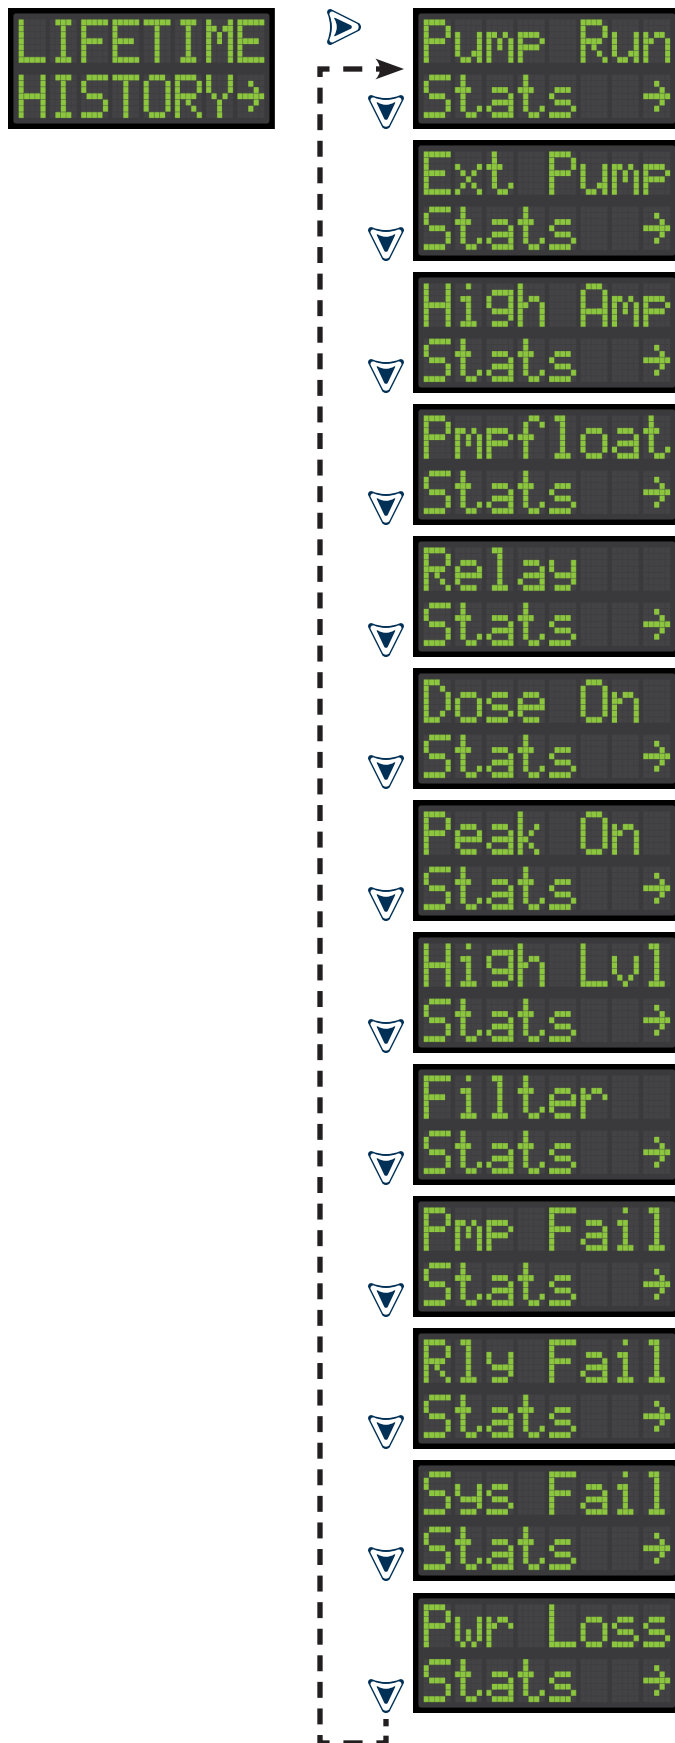 LIFETIME
HISTORY→
Pump Run
Stats →
Ext Pump
Stats →
High Amp
Stats →
Pmpfloat
Stats →
Relay
Stats →
Dose On
Stats →
Peak On
Stats →
High Lvl
Stats →
Filter
Stats →
Pmp Fail
Stats →
Rly Fail
Stats →
Sys Fail
Stats →
Pwr Loss
Stats →